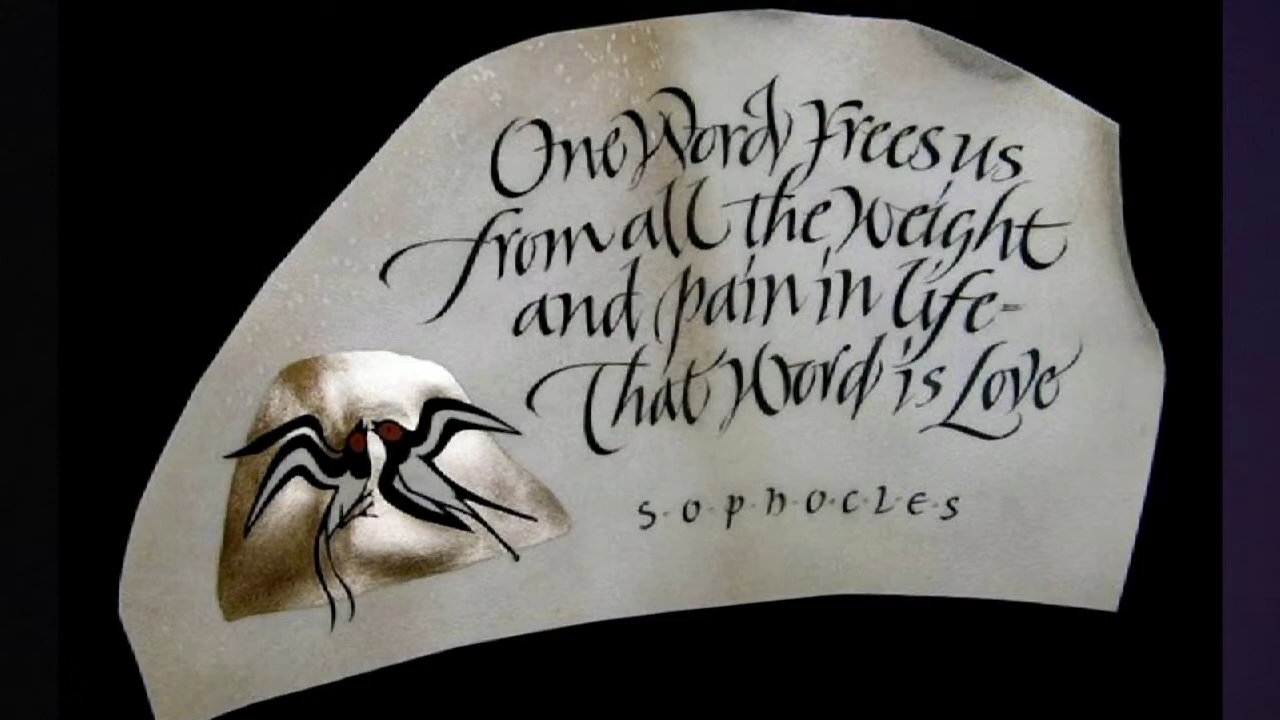 One Word Frees us
from all the weight
and pain in life-
That Word is Love
s·o·p·h·o·c·l·e·s